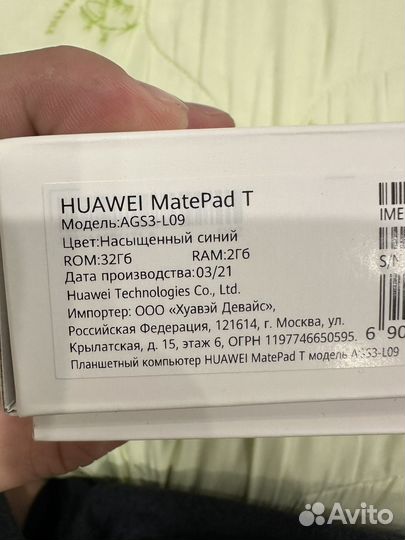 HUAWEI MatePad T
Модель:AGS3-L09
Цвет:Насыщенный синий
ROM:32Гб RAM:2Гб
Дата производства:03/21
Huawei Technologies Co., Ltd.
Импортер: ООО «Хуавэй Девайс»,
Российская Федерация, 121614, г. Москва, ул.
Крылатская, д. 15, этаж 6, ОГРН 1197746650595.
Планшетный компьютер HUAWEI MatePad T модель AGS3-L09
IME
S/N
6 90
Avito